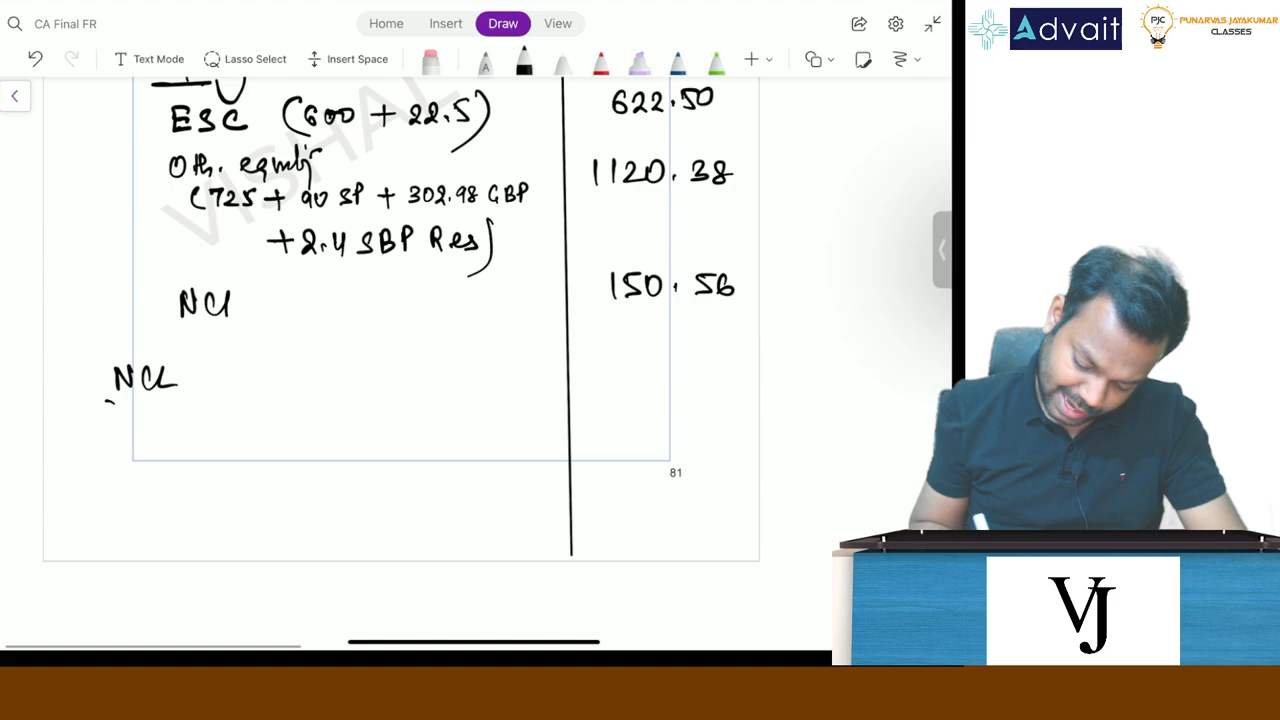 CA Final FR
Home Insert Draw View
Text Mode Lasso Select Insert Space
Advait
PJC
PUNARVAS JAYAKUMAR
CLASSES
ESC (600 + 22.5) 622.50
Oth. equity 1120.38
(725 + 90 SP + 302.98 GBP
+ 2.4 SBP Res)
NCI 150.56
NCL
VISHAL
81
VJ